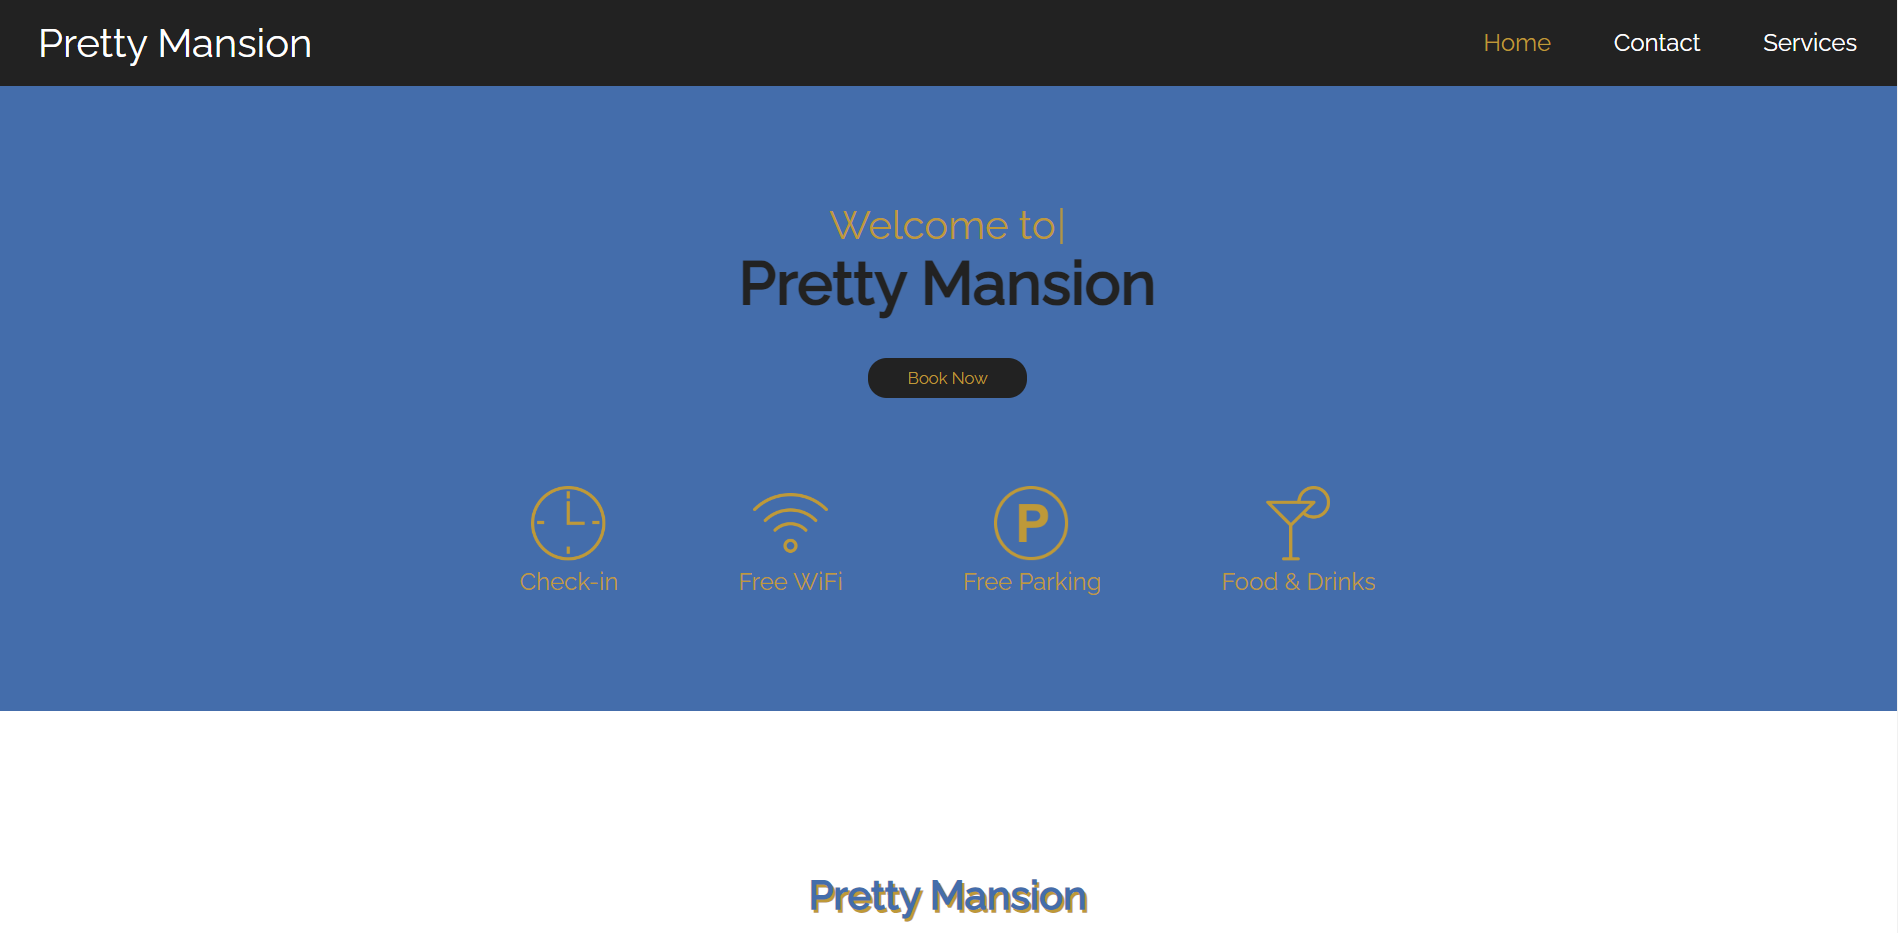 Pretty Mansion
Home Contact Services
Welcome to|
Pretty Mansion
Book Now
P
Check-in Free WiFi Free Parking Food & Drinks
Pretty Mansion